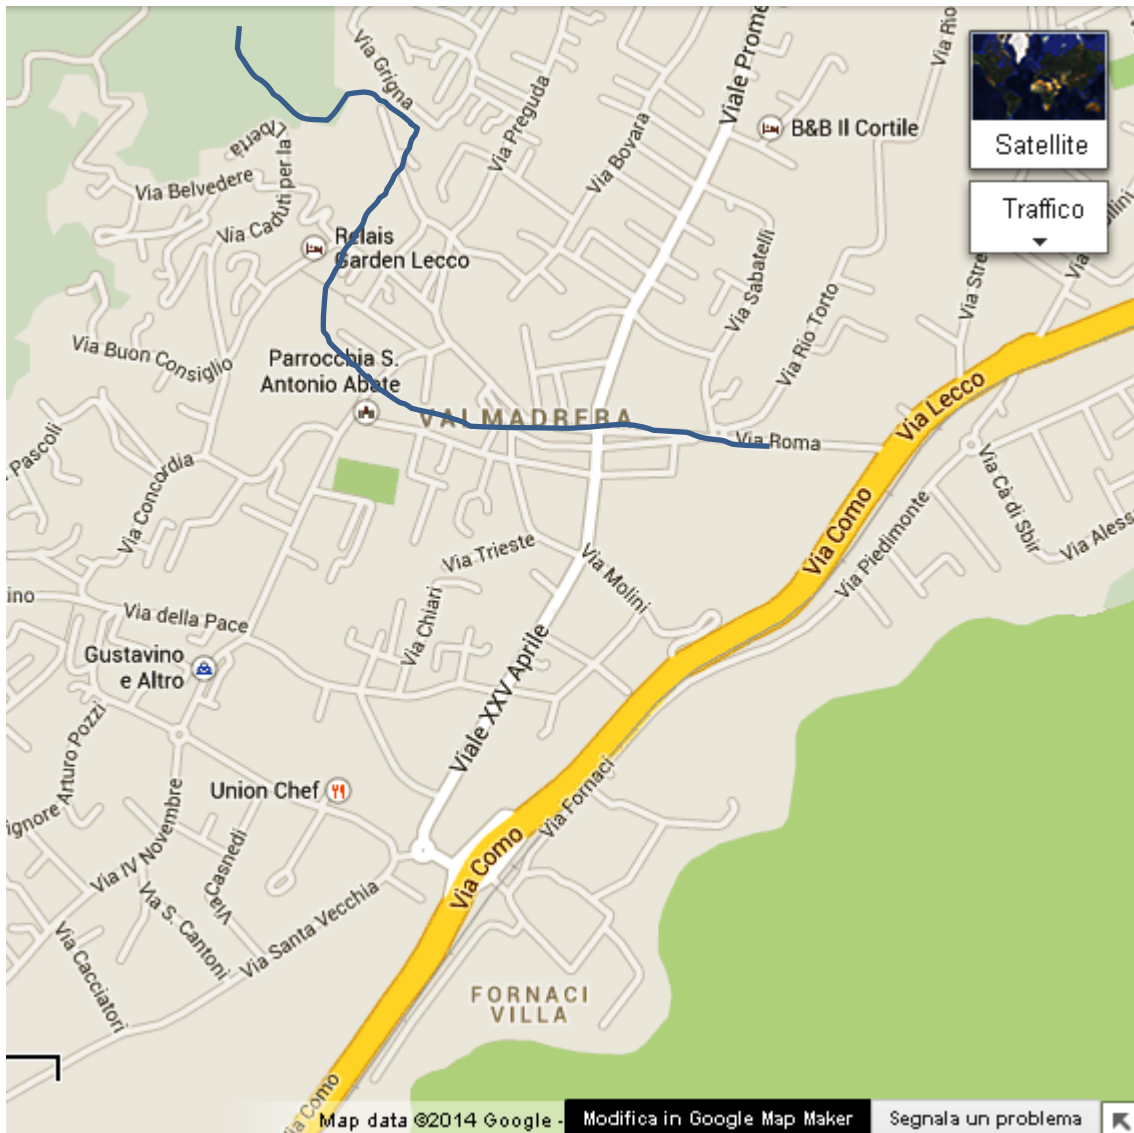 Via Grigna
Viale Prome
Via Rio
Via Preguda
Via Bovara
B&B Il Cortile
Satellite
Traffico
Libertà
Via Caduti per la
Via Belvedere
Relais
Garden Lecco
Via Sabatelli
Via Stre
Via
llini
Via Rio Torto
Via Buon Consiglio
Parrocchia S.
Antonio Abate
VALMADRERA
Via Roma
Via Lecco
Pascoli
Via Concordia
Via Cà di Sbir
Via Aless
Via Como
Via Piedimonte
Via Trieste
Via Molini
ino
Via della Pace
Via Chiari
Gustavino
e Altro
Viale XXV Aprile
ignore Arturo Pozzi
Union Chef
Via Fornaci
Via IV Novembre
Via Casnedi
Via Como
Via S. Cantoni
Via Santa Vecchia
Via Cacciatori
FORNACI
VILLA
Via Como
Map data ©2014 Google -
Modifica in Google Map Maker
Segnala un problema